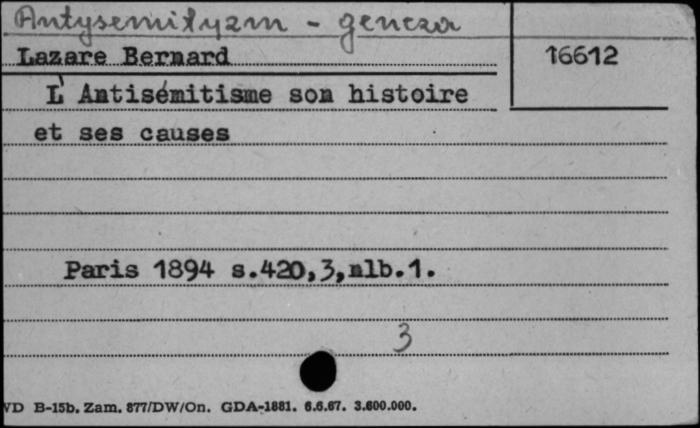 Antysemityzm - geneza
Lazare Bernard
16612
L'Antisémitisme son histoire
et ses causes
Paris 1894 s.420,3,nlb.1.
3
WD B-15b. Zam. 877/DW/On. GDA-1881. 6.6.67. 3.600.000.